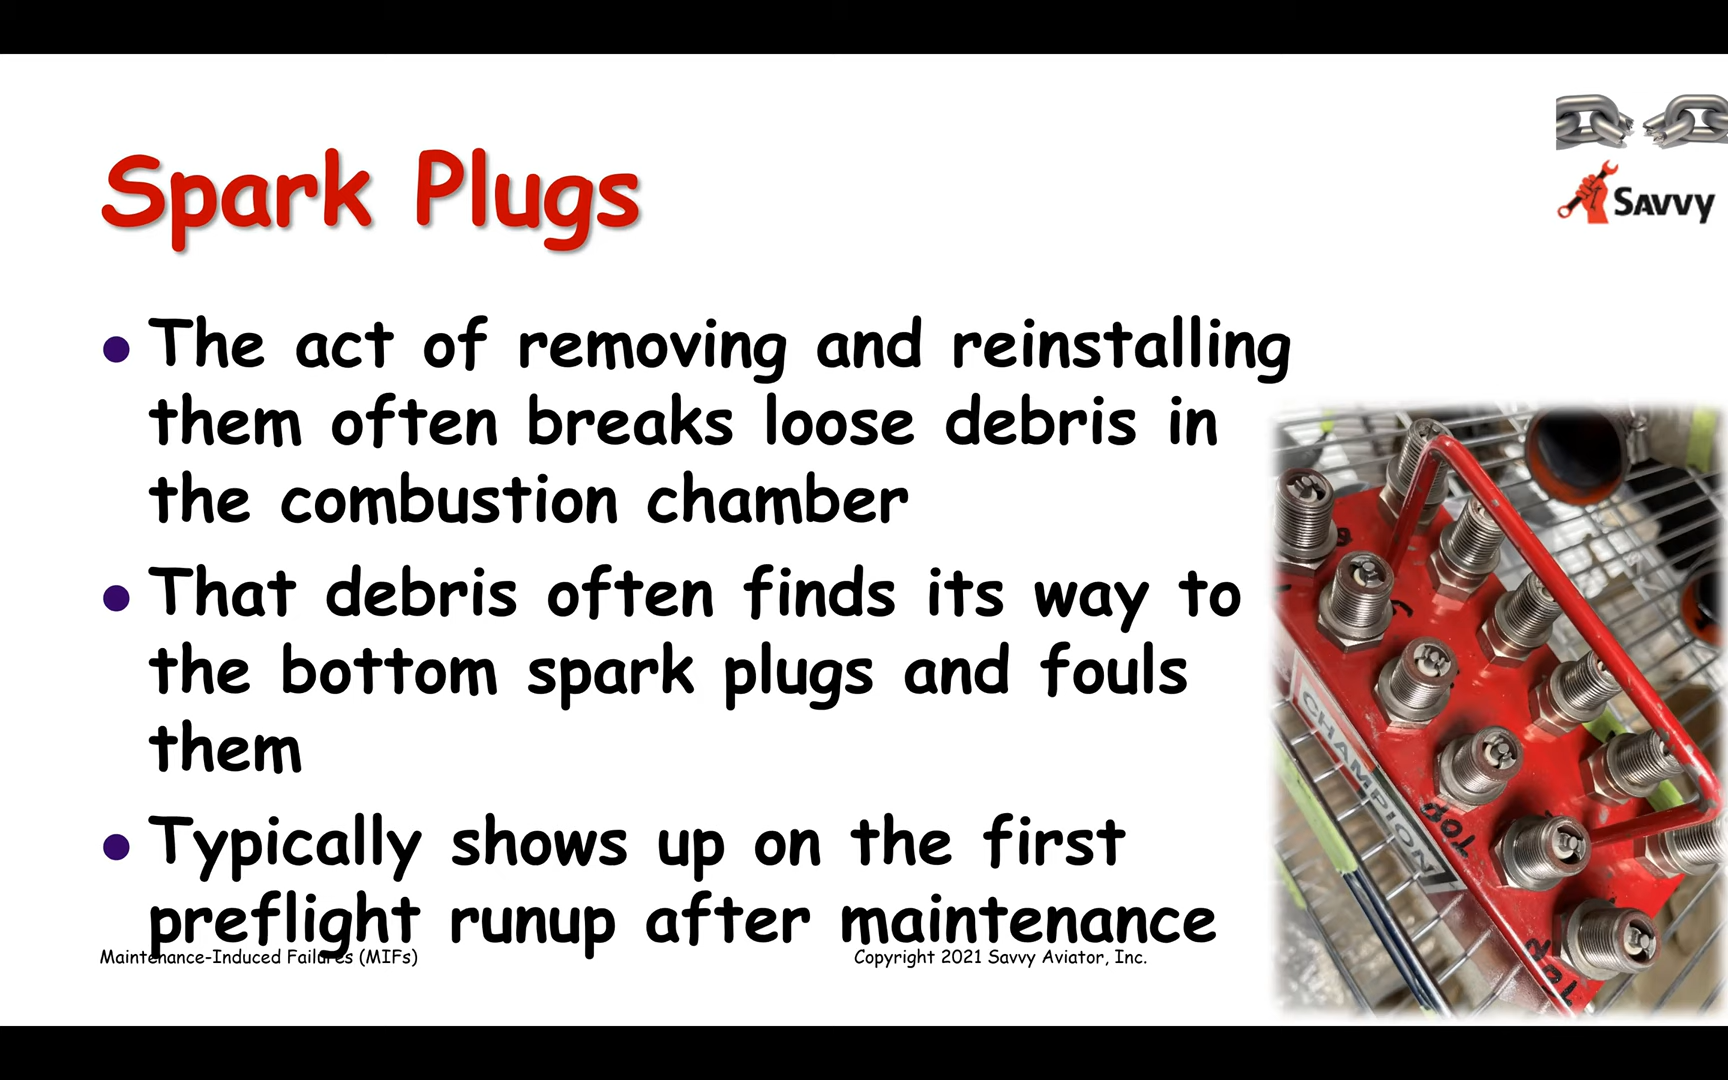 Savvy
Spark Plugs
The act of removing and reinstalling
them often breaks loose debris in
the combustion chamber
That debris often finds its way to
the bottom spark plugs and fouls
them
Typically shows up on the first
preflight runup after maintenance
CHAMPION
TOP
Maintenance-Induced Failures (MIFs)
Copyright 2021 Savvy Aviator, Inc.